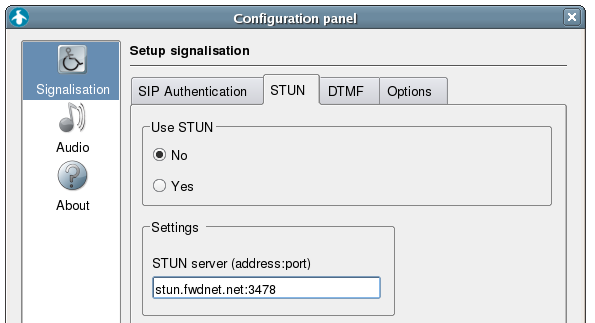 Configuration panel
Signalisation
Audio
About
Setup signalisation
SIP Authentication STUN DTMF Options
Use STUN
No
Yes
Settings
STUN server (address:port)
stun.fwdnet.net:3478